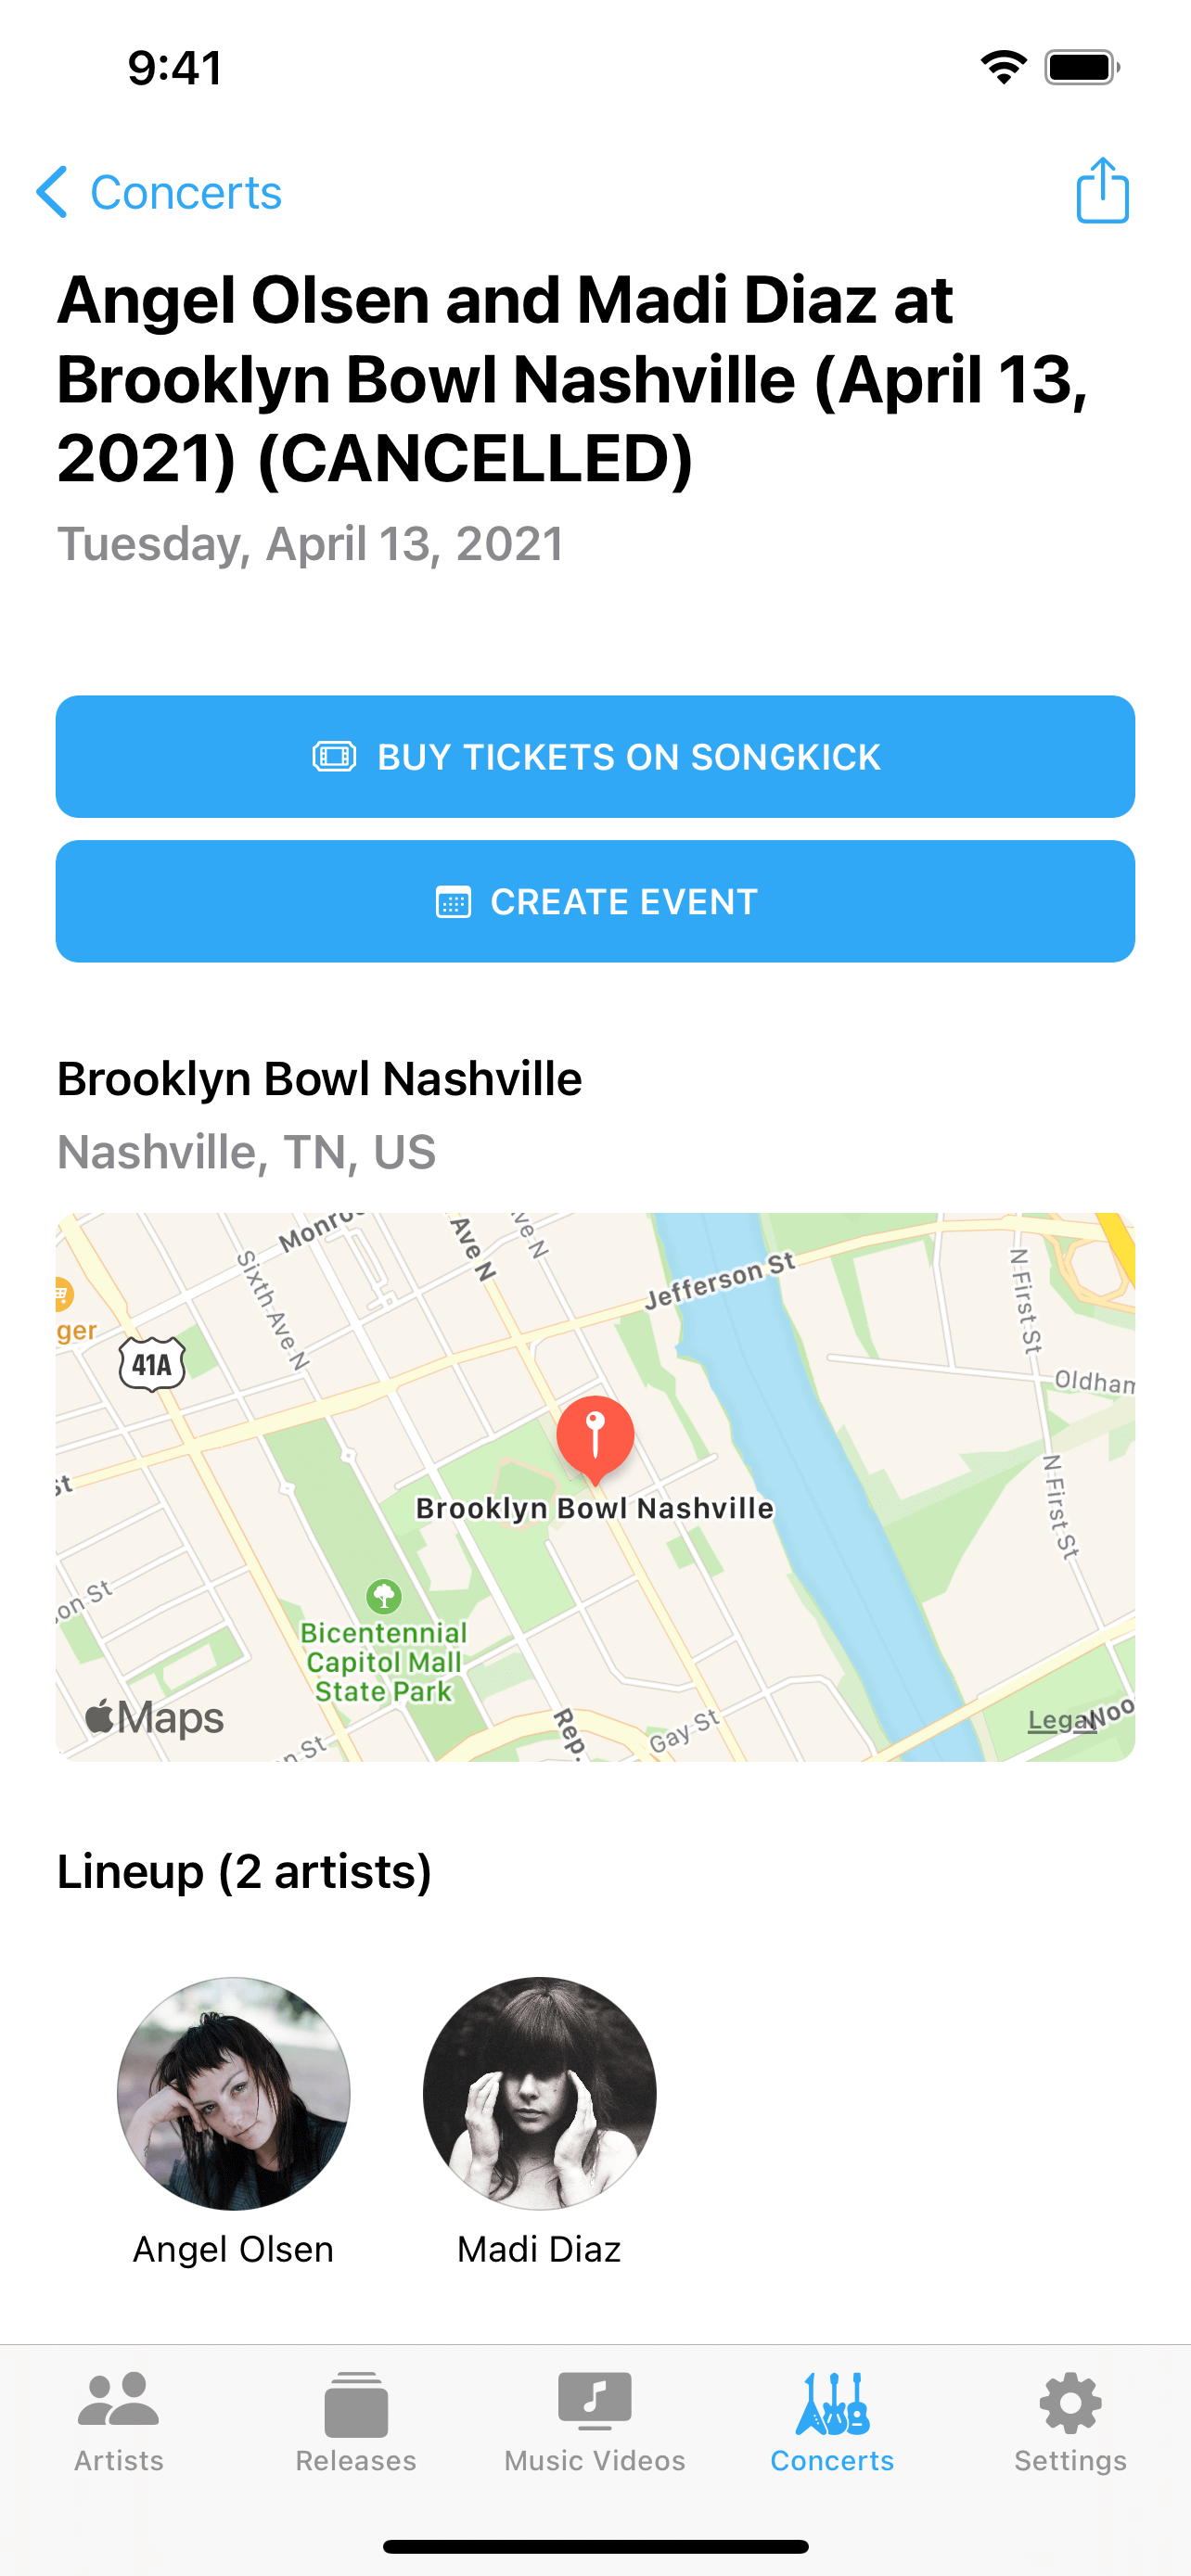 9:41
Concerts
Angel Olsen and Madi Diaz at
Brooklyn Bowl Nashville (April 13,
2021) (CANCELLED)
Tuesday, April 13, 2021
BUY TICKETS ON SONGKICK
CREATE EVENT
Brooklyn Bowl Nashville
Nashville, TN, US
Ave N
ve N
Sixth Ave N
Jefferson St
N First St
ger
41A
Oldham
N First St
st
Brooklyn Bowl Nashville
on St
Bicentennial
Capitol Mall
State Park
Maps
Rep.
Gay St
Legal
Woo
n St
Lineup (2 artists)
Angel Olsen
Madi Diaz
Artists
Releases
Music Videos
Concerts
Settings